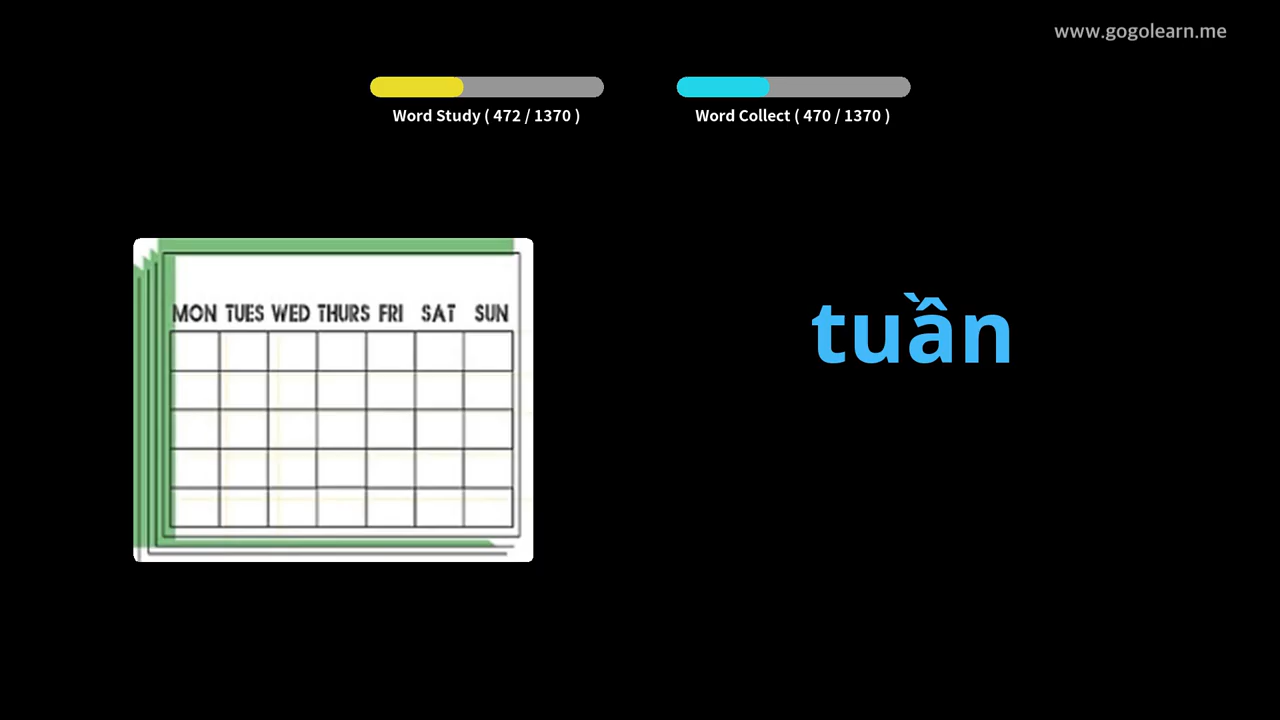 www.gogolearn.me
Word Study ( 472 / 1370 )
Word Collect ( 470 / 1370 )
MON TUES WED THURS FRI SAT SUN
tuần